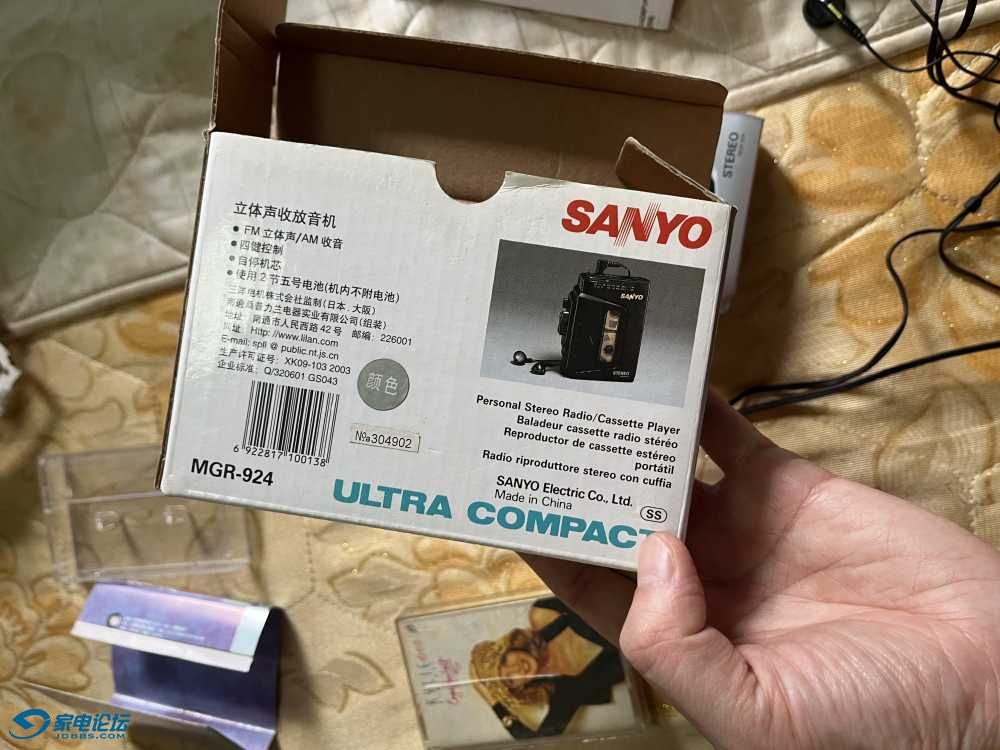 STEREO
立体声收放音机
• FM 立体声/AM 收音
• 四健控制
• 自停机芯
• 使用 2 节五号电池(机内不附电池)
三洋电机株式会社监制(日本.大阪)
南通洒普力兰电器实业有限公司(组装)
地址: 南通市人民西路 42 号 邮编: 226001
网址: Http: //www.lilan.com
E-mail: spll @ public.nt.js.cn
生产许可证号: XK09-103 2003
企业标准: Q/320601 GS043
颜色
№304902
6 922817 100138
MGR-924
SANYO
SANYO
STEREO
Personal Stereo Radio/Cassette Player
Baladeur cassette radio stéréo
Reproductor de cassette estéreo
portátil
Radio riproduttore stereo con cuffia
SANYO Electric Co., Ltd.
Made in China
SS
ULTRA COMPACT
家电论坛
JDBBS.COM